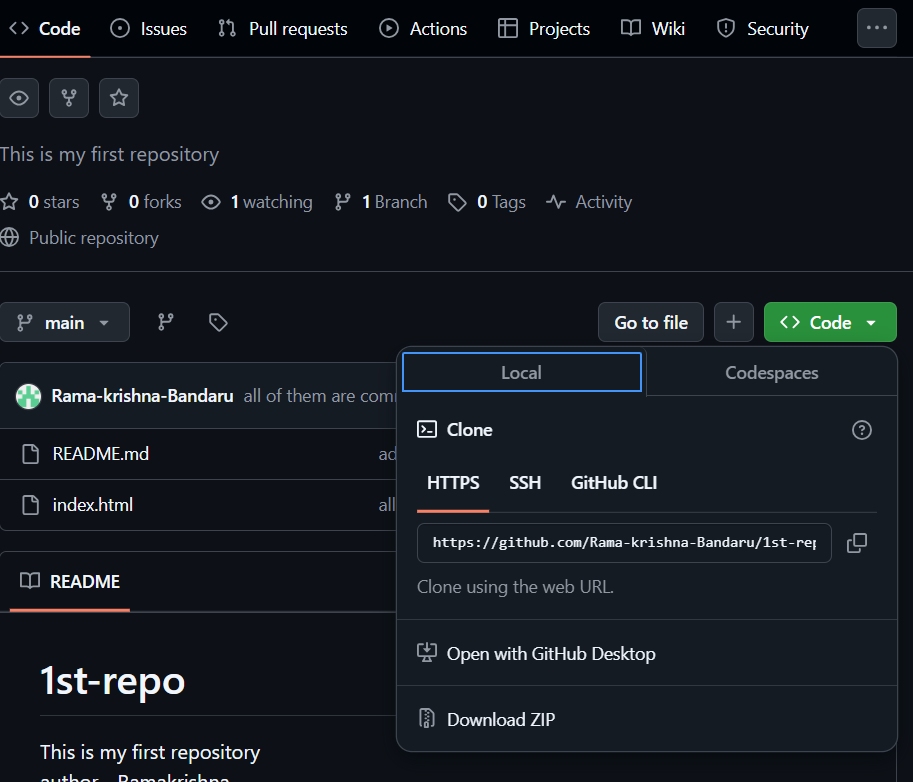 Code Issues Pull requests Actions Projects Wiki Security
This is my first repository
0 stars 0 forks 1 watching 1 Branch 0 Tags Activity
Public repository
main Go to file Code
Local Codespaces
Rama-krishna-Bandaru all of them are com
Clone
README.md ad
HTTPS SSH GitHub CLI
index.html all
https://github.com/Rama-krishna-Bandaru/1st-rep
README
Clone using the web URL.
Open with GitHub Desktop
1st-repo
Download ZIP
This is my first repository
author - Ramakrishna